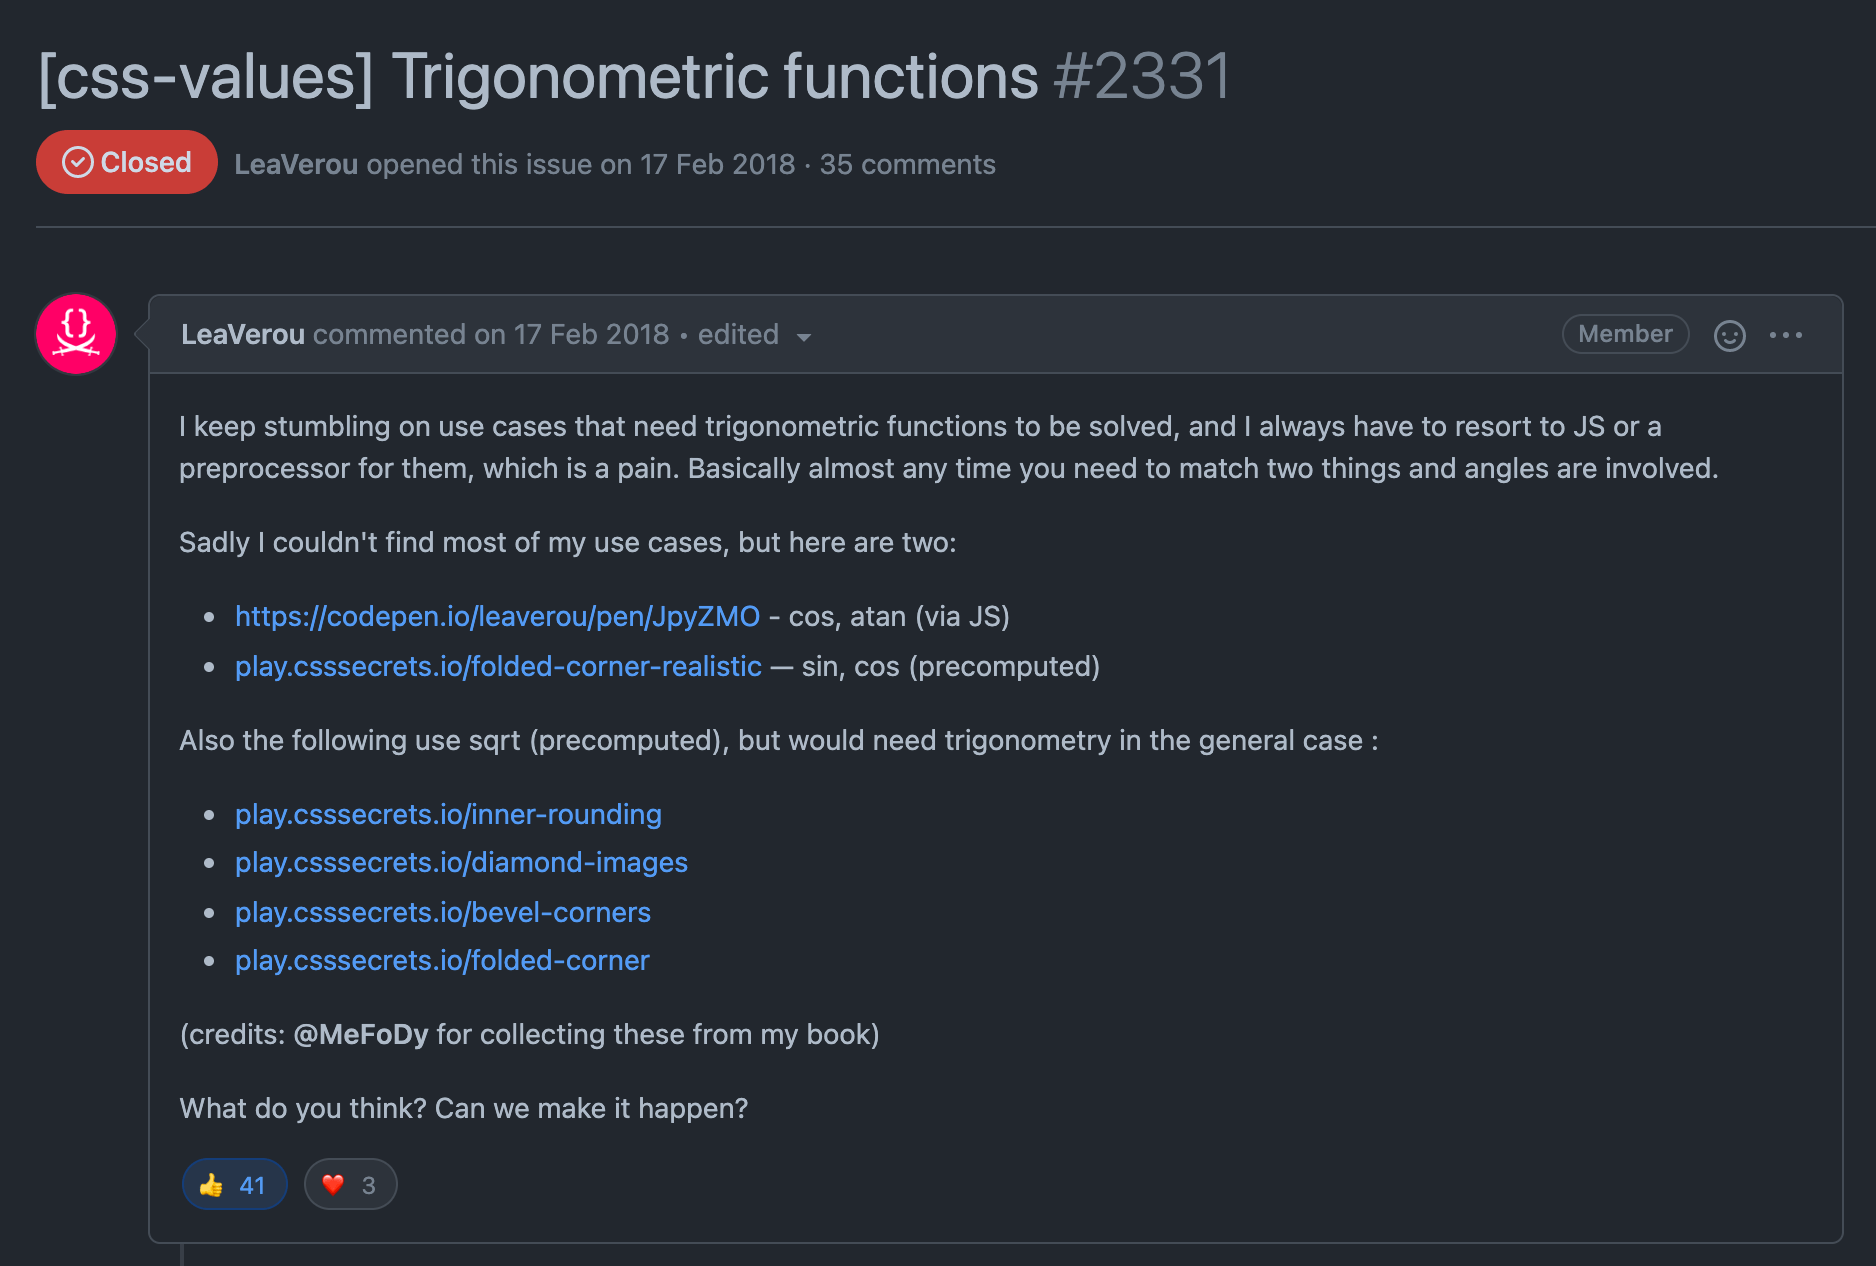 [css-values] Trigonometric functions #2331
Closed LeaVerou opened this issue on 17 Feb 2018 · 35 comments
LeaVerou commented on 17 Feb 2018 • edited Member
I keep stumbling on use cases that need trigonometric functions to be solved, and I always have to resort to JS or a
preprocessor for them, which is a pain. Basically almost any time you need to match two things and angles are involved.
Sadly I couldn't find most of my use cases, but here are two:
• https://codepen.io/leaverou/pen/JpyZMO - cos, atan (via JS)
• play.csssecrets.io/folded-corner-realistic — sin, cos (precomputed)
Also the following use sqrt (precomputed), but would need trigonometry in the general case :
• play.csssecrets.io/inner-rounding
• play.csssecrets.io/diamond-images
• play.csssecrets.io/bevel-corners
• play.csssecrets.io/folded-corner
(credits: @MeFoDy for collecting these from my book)
What do you think? Can we make it happen?
👍 41 ❤️ 3